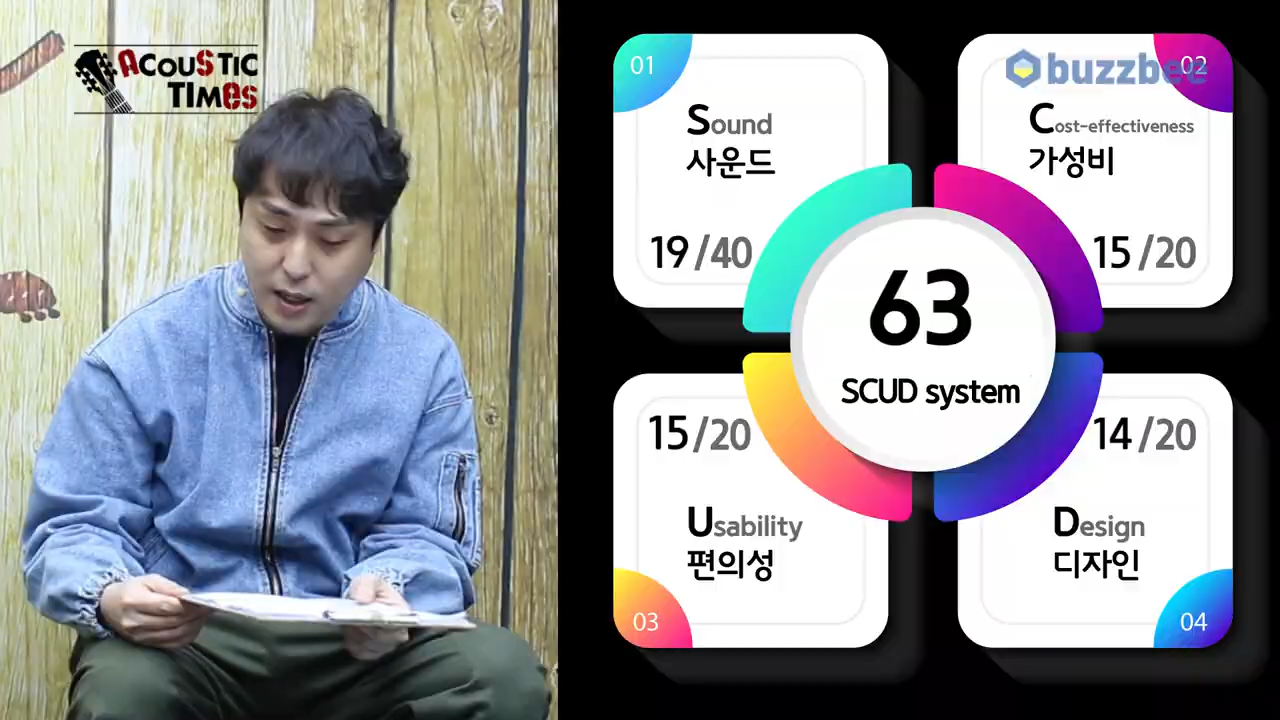 ACOUSTIC
TIMES
01
Sound
사운드
19/40
buzzbee
02
Cost-effectiveness
가성비
15/20
63
SCUD system
15/20
Usability
편의성
03
14/20
Design
디자인
04